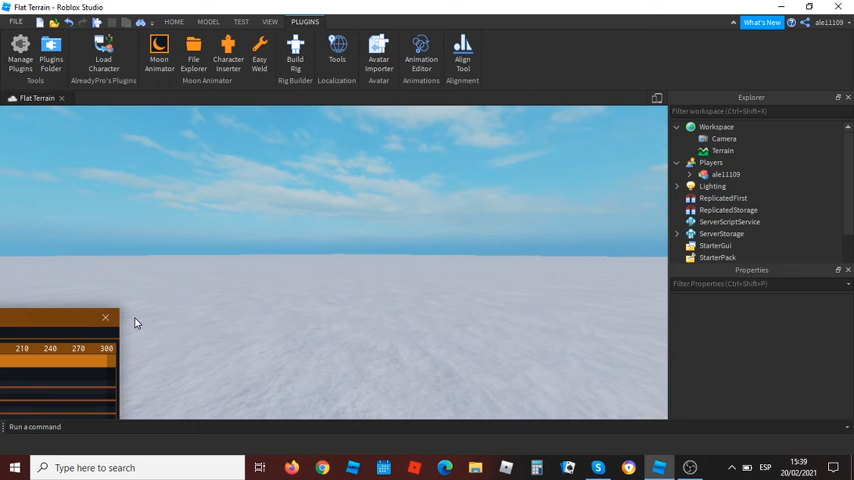 Flat Terrain - Roblox Studio
FILE HOME MODEL TEST VIEW PLUGINS What's New ale11109
Manage Plugins
Plugins Folder
Tools
Load Character
AlreadyPro's Plugins
Moon Animator
File Explorer
Character Inserter
Easy Weld
Moon Animator
Build Rig
Rig Builder
Tools
Localization
Avatar Importer
Avatar
Animation Editor
Animations
Align Tool
Alignment
Flat Terrain
Explorer
Filter workspace (Ctrl+Shift+X)
Workspace
Camera
Terrain
Players
ale11109
Lighting
ReplicatedFirst
ReplicatedStorage
ServerScriptService
ServerStorage
StarterGui
StarterPack
Properties
Filter Properties (Ctrl+Shift+P)
210 240 270 300
Run a command
Type here to search
ESP
15:39
20/02/2021